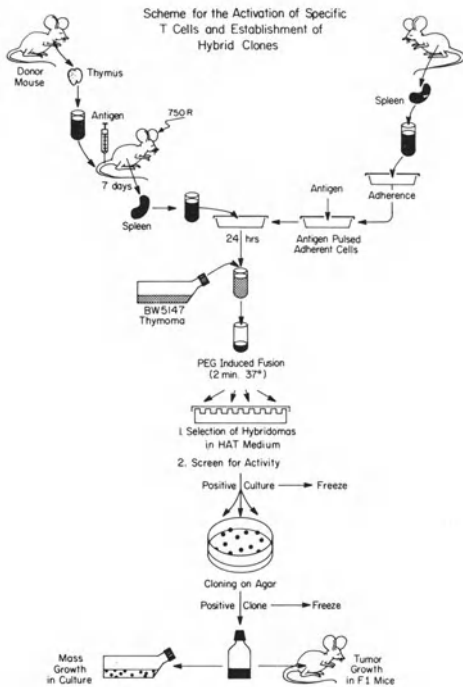 Scheme for the Activation of Specific
T Cells and Establishment of
Hybrid Clones
Donor
Mouse
Thymus
Antigen
750R
7 days
Spleen
Spleen
Adherence
Antigen
Antigen Pulsed
Adherent Cells
24 hrs
BW5147
Thymoma
PEG Induced Fusion
(2 min. 37°)
1. Selection of Hybridomas
in HAT Medium
2. Screen for Activity
Positive Culture → Freeze
Cloning on Agar
Positive Clone → Freeze
Mass
Growth
in Culture
Tumor
Growth
in F1 Mice